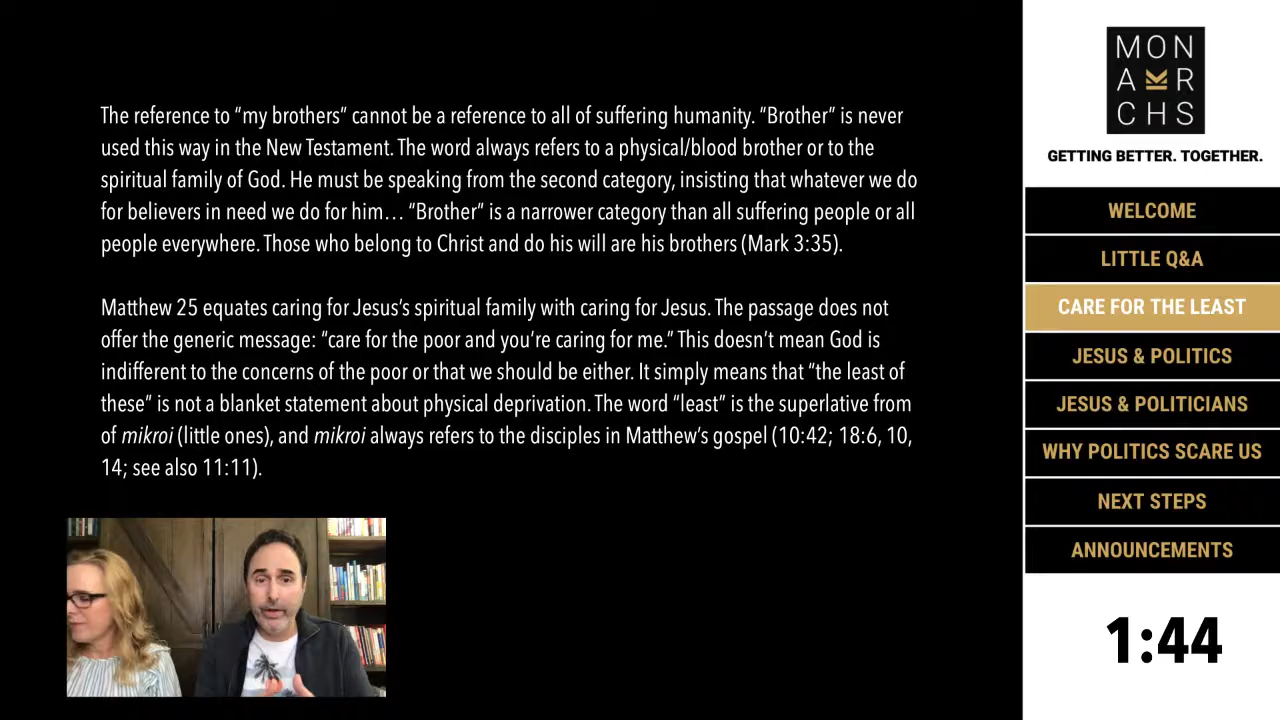 The reference to “my brothers” cannot be a reference to all of suffering humanity. “Brother” is never
used this way in the New Testament. The word always refers to a physical/blood brother or to the
spiritual family of God. He must be speaking from the second category, insisting that whatever we do
for believers in need we do for him… “Brother” is a narrower category than all suffering people or all
people everywhere. Those who belong to Christ and do his will are his brothers (Mark 3:35).
Matthew 25 equates caring for Jesus’s spiritual family with caring for Jesus. The passage does not
offer the generic message: “care for the poor and you’re caring for me.” This doesn’t mean God is
indifferent to the concerns of the poor or that we should be either. It simply means that “the least of
these” is not a blanket statement about physical deprivation. The word “least” is the superlative from
of mikroi (little ones), and mikroi always refers to the disciples in Matthew’s gospel (10:42; 18:6, 10,
14; see also 11:11).
MON
A R
CHS
GETTING BETTER. TOGETHER.
WELCOME
LITTLE Q&A
CARE FOR THE LEAST
JESUS & POLITICS
JESUS & POLITICIANS
WHY POLITICS SCARE US
NEXT STEPS
ANNOUNCEMENTS
1:44